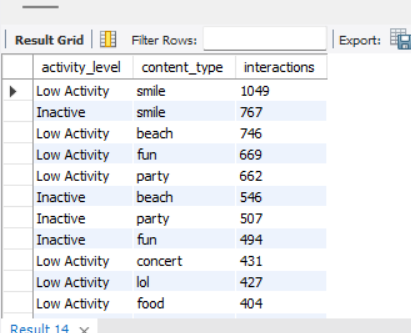 Result Grid Filter Rows: Export:
activity_level content_type interactions
Low Activity smile 1049
Inactive smile 767
Low Activity beach 746
Low Activity fun 669
Low Activity party 662
Inactive beach 546
Inactive party 507
Inactive fun 494
Low Activity concert 431
Low Activity lol 427
Low Activity food 404
Result 14 ×